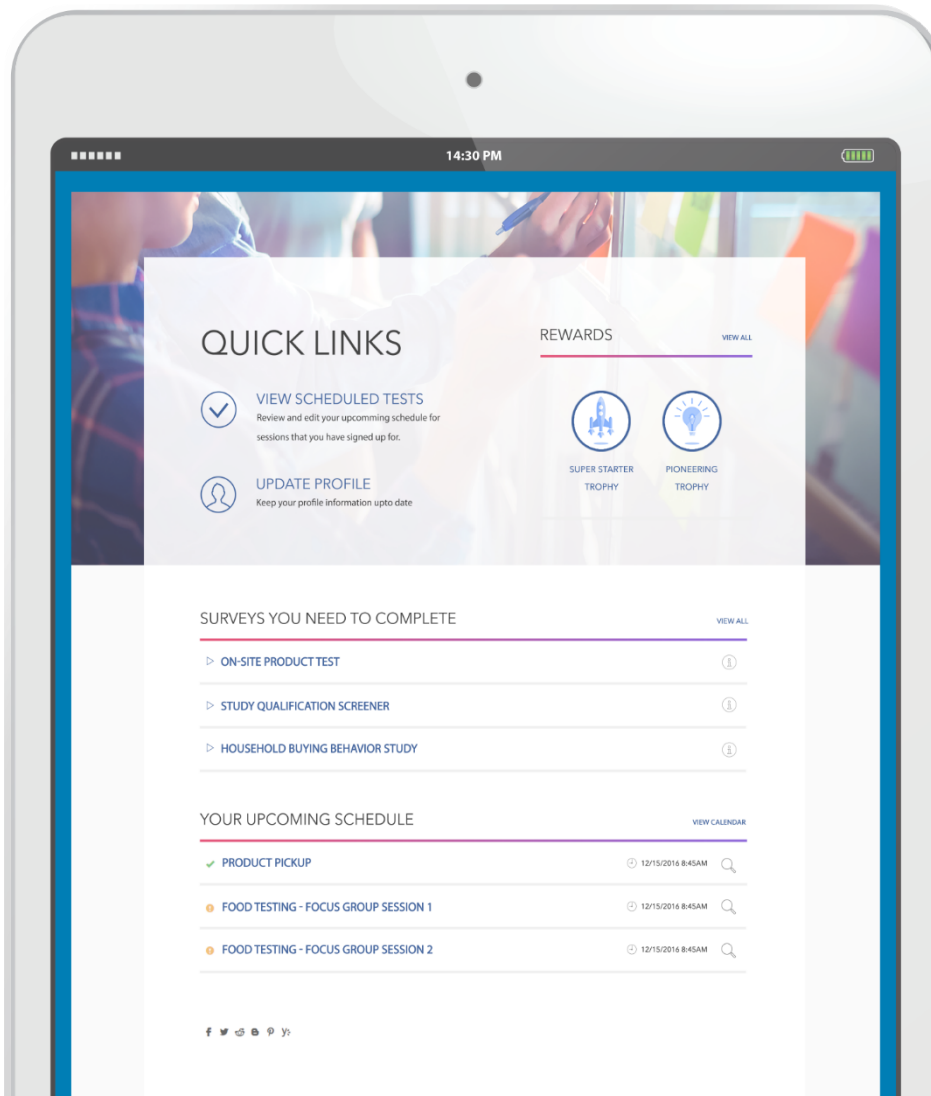 14:30 PM
QUICK LINKS
VIEW SCHEDULED TESTS
Review and edit your upcomming schedule for
sessions that you have signed up for.
UPDATE PROFILE
Keep your profile information upto date
REWARDS
VIEW ALL
SUPER STARTER
TROPHY
PIONEERING
TROPHY
SURVEYS YOU NEED TO COMPLETE
VIEW ALL
ON-SITE PRODUCT TEST
STUDY QUALIFICATION SCREENER
HOUSEHOLD BUYING BEHAVIOR STUDY
YOUR UPCOMING SCHEDULE
VIEW CALENDAR
PRODUCT PICKUP
12/15/2016 8:45AM
FOOD TESTING - FOCUS GROUP SESSION 1
12/15/2016 8:45AM
FOOD TESTING - FOCUS GROUP SESSION 2
12/15/2016 8:45AM